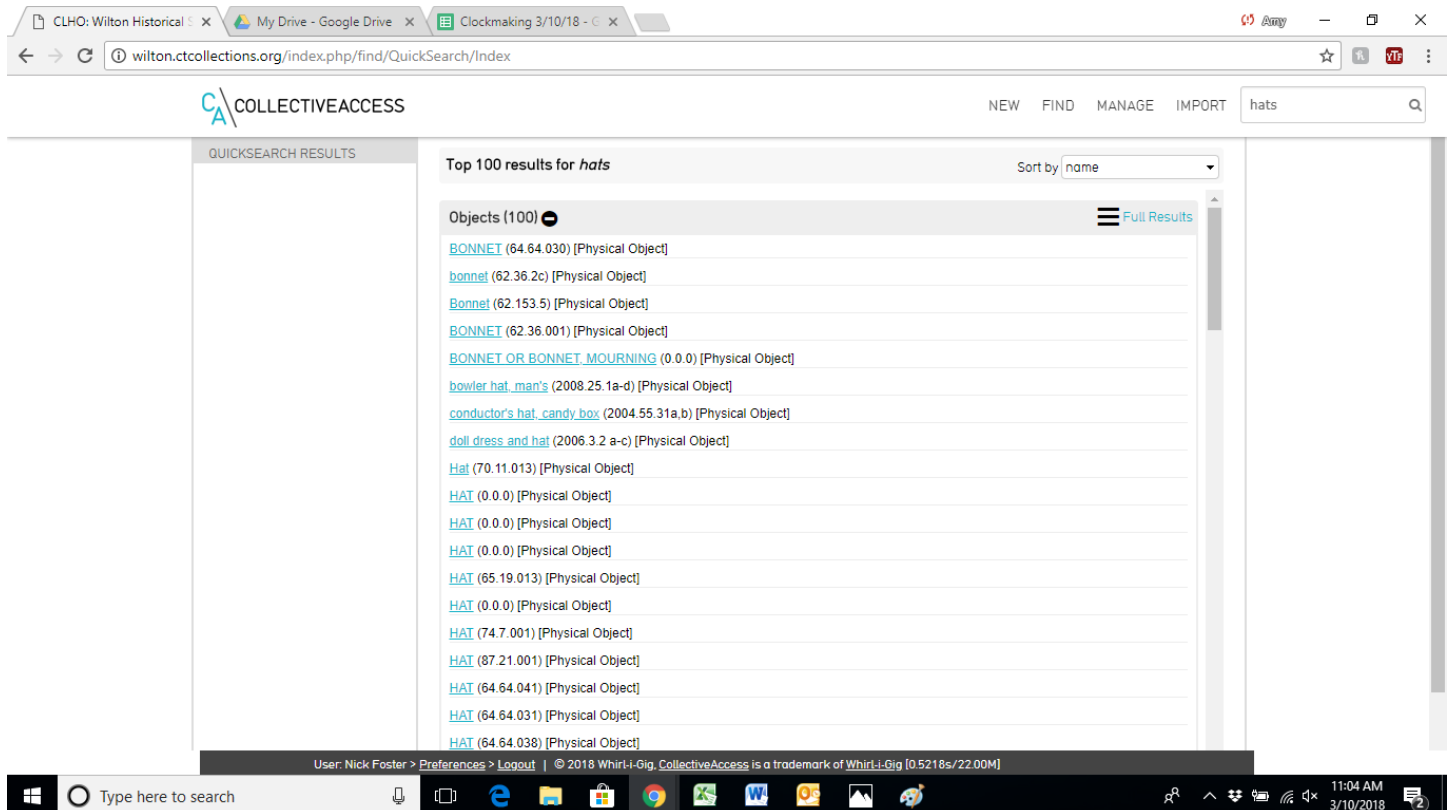 CLHO: Wilton Historical S
My Drive - Google Drive
Clockmaking 3/10/18 - G
Amy
wilton.ctcollections.org/index.php/find/QuickSearch/Index
CA COLLECTIVEACCESS
NEW FIND MANAGE IMPORT hats
QUICKSEARCH RESULTS
Top 100 results for hats
Sort by name
Objects (100)
Full Results
BONNET (64.64.030) [Physical Object]
bonnet (62.36.2c) [Physical Object]
Bonnet (62.153.5) [Physical Object]
BONNET (62.36.001) [Physical Object]
BONNET OR BONNET, MOURNING (0.0.0) [Physical Object]
bowler hat, man's (2008.25.1a-d) [Physical Object]
conductor's hat, candy box (2004.55.31a,b) [Physical Object]
doll dress and hat (2006.3.2 a-c) [Physical Object]
Hat (70.11.013) [Physical Object]
HAT (0.0.0) [Physical Object]
HAT (0.0.0) [Physical Object]
HAT (0.0.0) [Physical Object]
HAT (65.19.013) [Physical Object]
HAT (0.0.0) [Physical Object]
HAT (74.7.001) [Physical Object]
HAT (87.21.001) [Physical Object]
HAT (64.64.041) [Physical Object]
HAT (64.64.031) [Physical Object]
HAT (64.64.038) [Physical Object]
User: Nick Foster > Preferences > Logout | © 2018 Whirl-i-Gig, CollectiveAccess is a trademark of Whirl-i-Gig [0.5218s/22.00M]
Type here to search
11:04 AM
3/10/2018